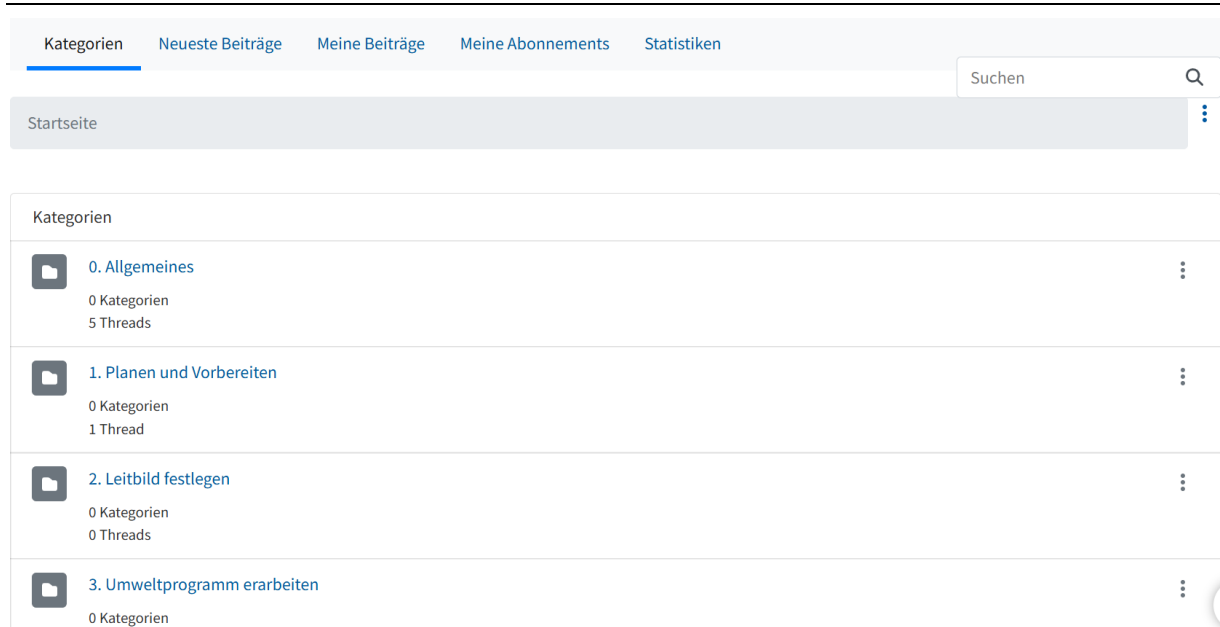 Kategorien Neueste Beiträge Meine Beiträge Meine Abonnements Statistiken
Suchen
Startseite
Kategorien
0. Allgemeines
0 Kategorien
5 Threads
1. Planen und Vorbereiten
0 Kategorien
1 Thread
2. Leitbild festlegen
0 Kategorien
0 Threads
3. Umweltprogramm erarbeiten
0 Kategorien